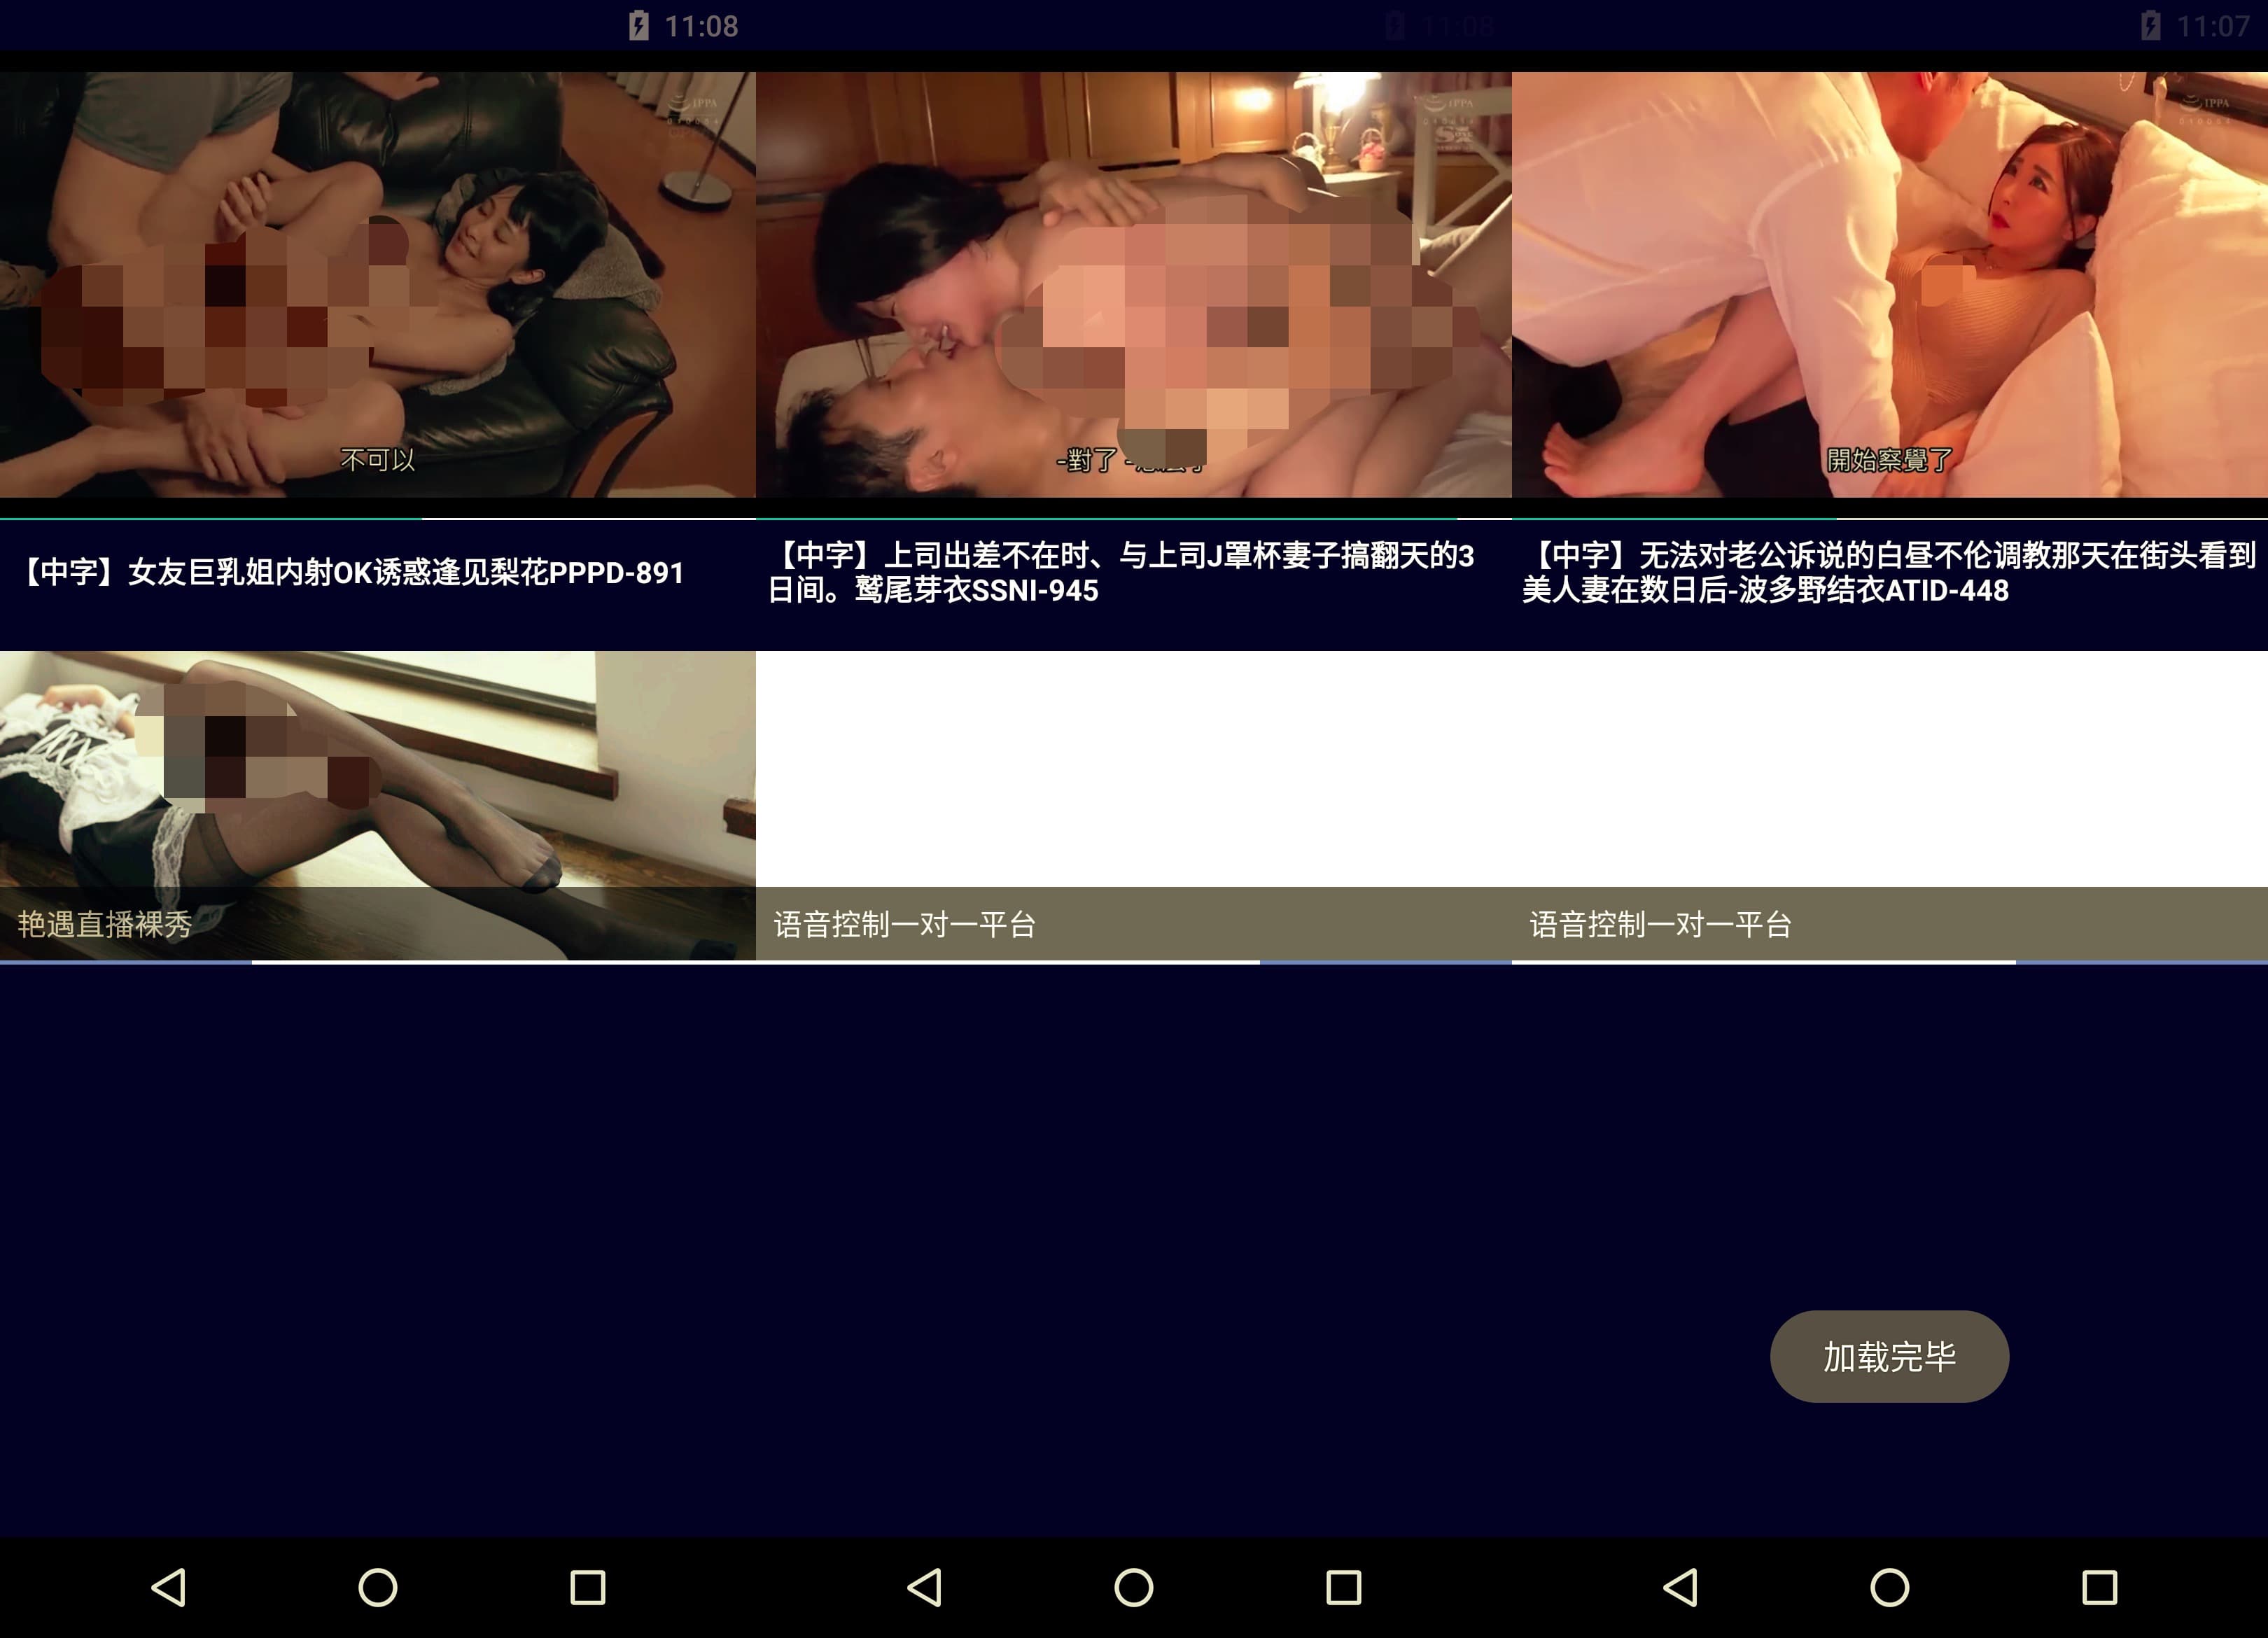 11:08
11:08
11:07
IPPA
IPPA
IPPA
010054
不可以
-對了
開始察覺了
【中字】女友巨乳姐内射OK诱惑逢见梨花PPPD-891
【中字】上司出差不在时、与上司J罩杯妻子搞翻天的3
日间。鹫尾芽衣SSNI-945
【中字】无法对老公诉说的白昼不伦调教那天在街头看到
美人妻在数日后-波多野结衣ATID-448
艳遇直播裸秀
语音控制一对一平台
语音控制一对一平台
加载完毕